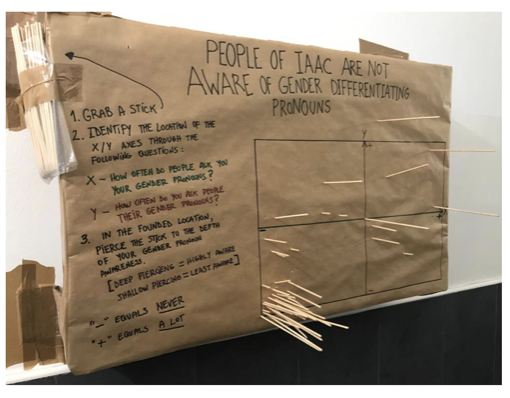 PEOPLE OF IAAC ARE NOT
AWARE OF GENDER DIFFERENTIATING
PRONOUNS
1. GRAB A STICK
2. IDENTIFY THE LOCATION OF THE
X/Y AXES THROUGH THE
FOLLOWING QUESTIONS:
X - HOW OFTEN DO PEOPLE ASK YOU
YOUR GENDER PRONOUNS?
Y - HOW OFTEN DO YOU ASK PEOPLE
THEIR GENDER PRONOUNS?
3. IN THE FOUNDED LOCATION,
PIERCE THE STICK TO THE DEPTH
OF YOUR GENDER PRONOUN
AWARENESS.
[DEEP PIERCING = HIGHLY AWARE
SHALLOW PIERCING = LEAST AWARE]
"_" EQUALS NEVER
"+" EQUALS A LOT
Y
+
-
-